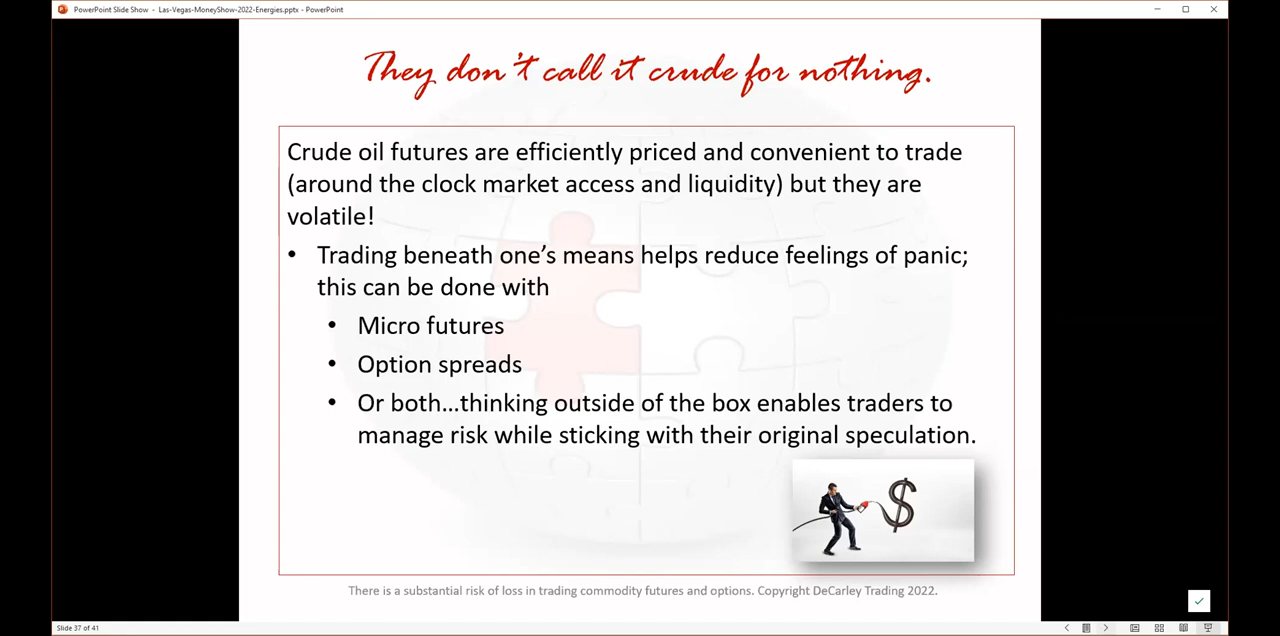 PowerPoint Slide Show - Las-Vegas-MoneyShow-2022-Energies.pptx - PowerPoint
They don't call it crude for nothing.
Crude oil futures are efficiently priced and convenient to trade
(around the clock market access and liquidity) but they are
volatile!
• Trading beneath one's means helps reduce feelings of panic;
this can be done with
• Micro futures
• Option spreads
• Or both...thinking outside of the box enables traders to
manage risk while sticking with their original speculation.
$
There is a substantial risk of loss in trading commodity futures and options. Copyright DeCarley Trading 2022.
Slide 37 of 41